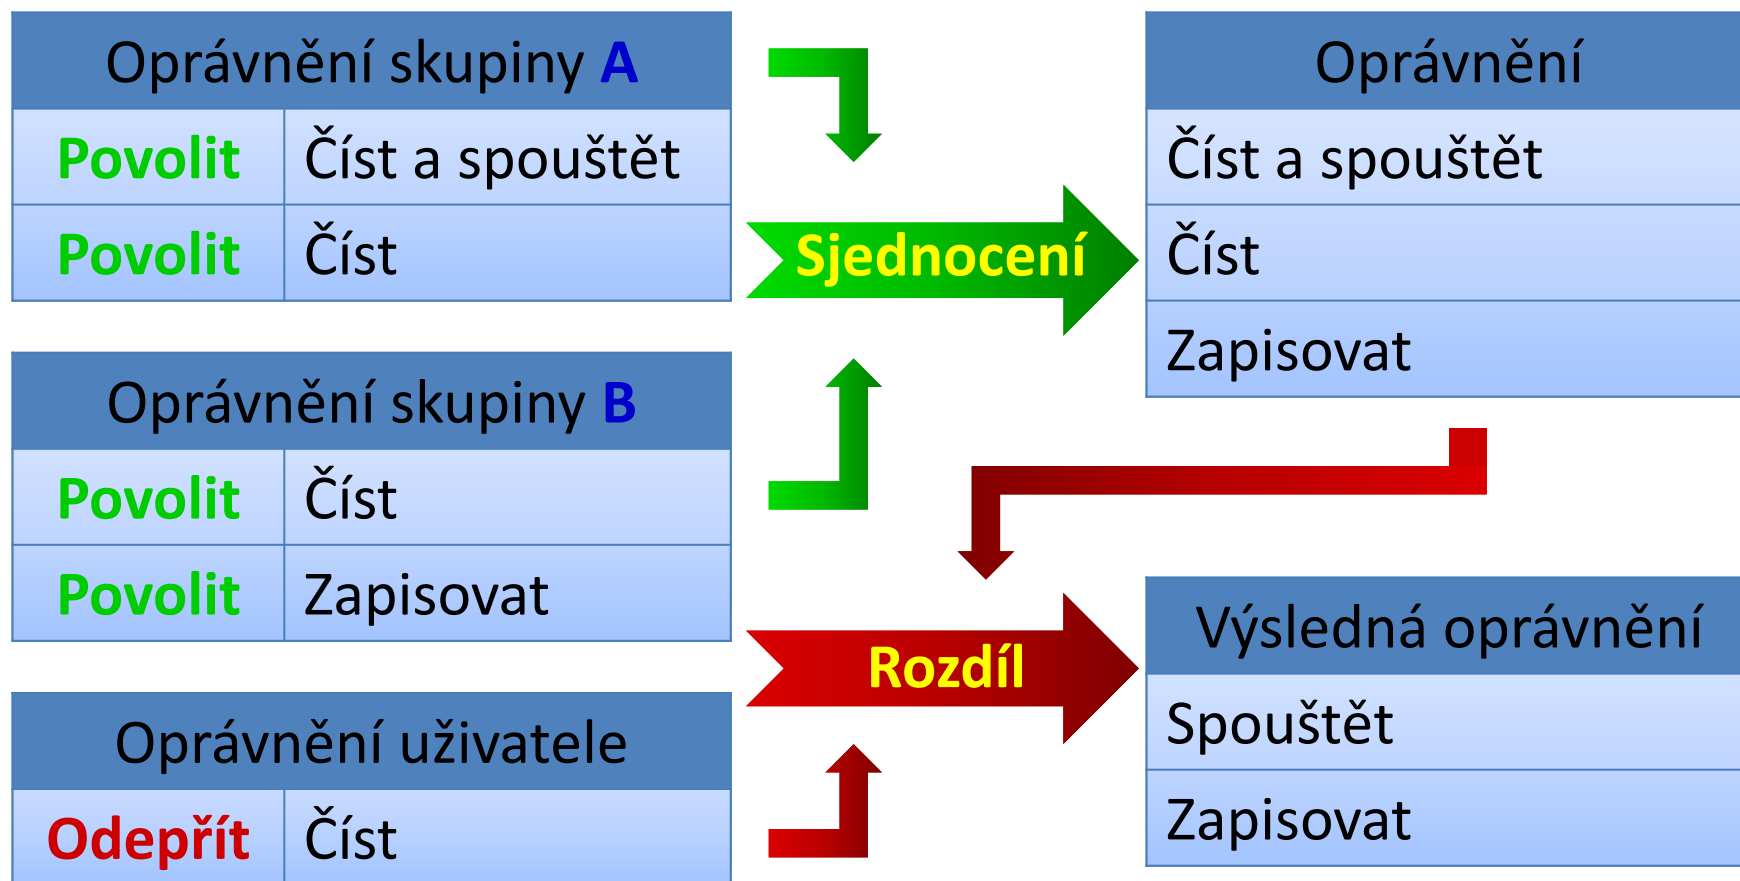 Oprávnění skupiny A
Povolit Číst a spouštět
Povolit Číst
Oprávnění skupiny B
Povolit Číst
Povolit Zapisovat
Oprávnění uživatele
Odepřít Číst
Sjednocení
Oprávnění
Číst a spouštět
Číst
Zapisovat
Rozdíl
Výsledná oprávnění
Spouštět
Zapisovat